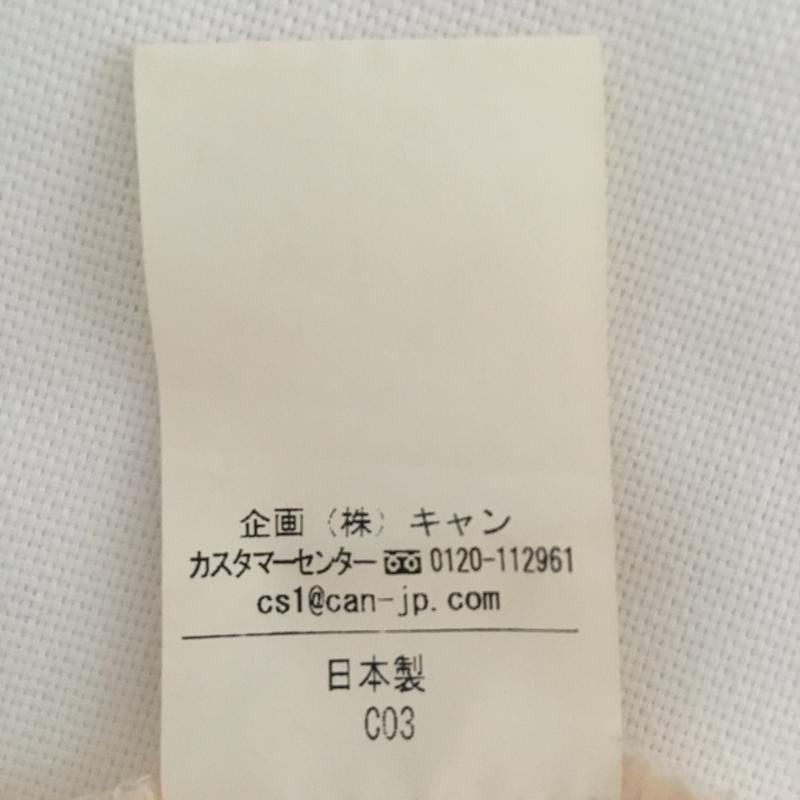 企画（株）キャン
カスタマーセンター 0120-112961
cs1@can-jp.com
日本製
C03